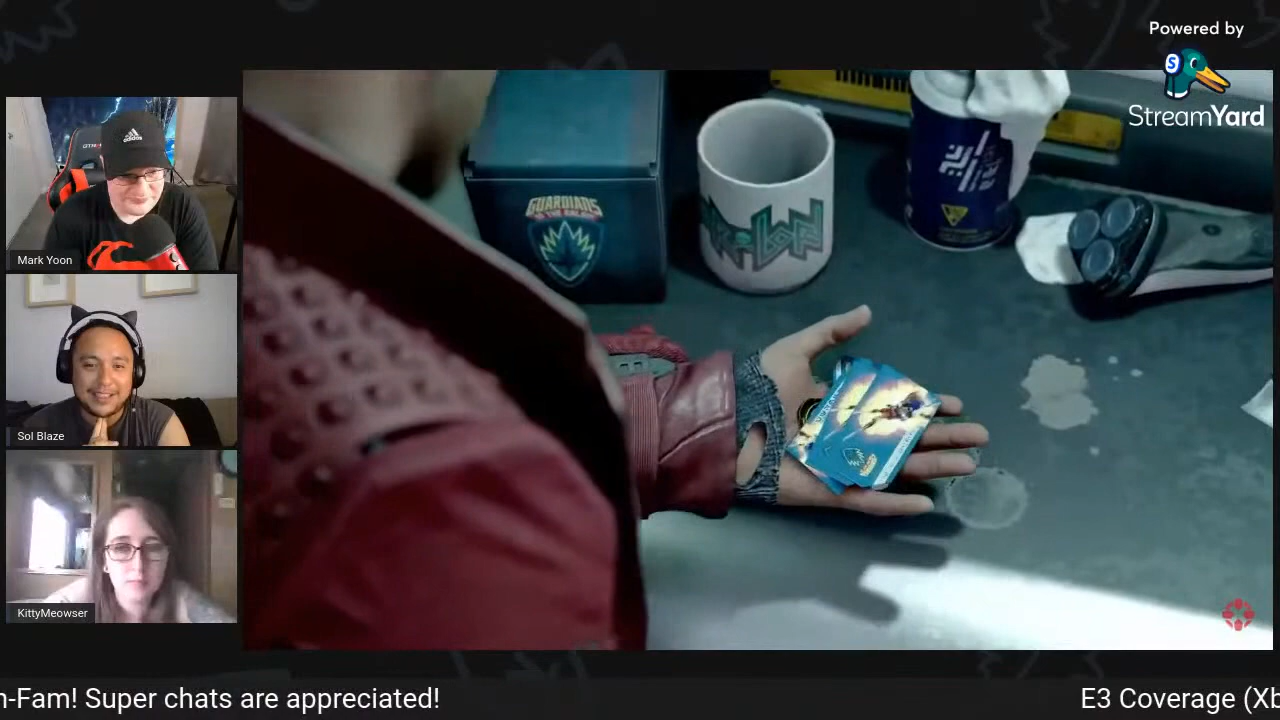 Powered by
S
StreamYard
adidas
GTR
Mark Yoon
Sol Blaze
KittyMeowser
GUARDIANS
OF THE GALAXY
n-Fam! Super chats are appreciated!
E3 Coverage (Xb